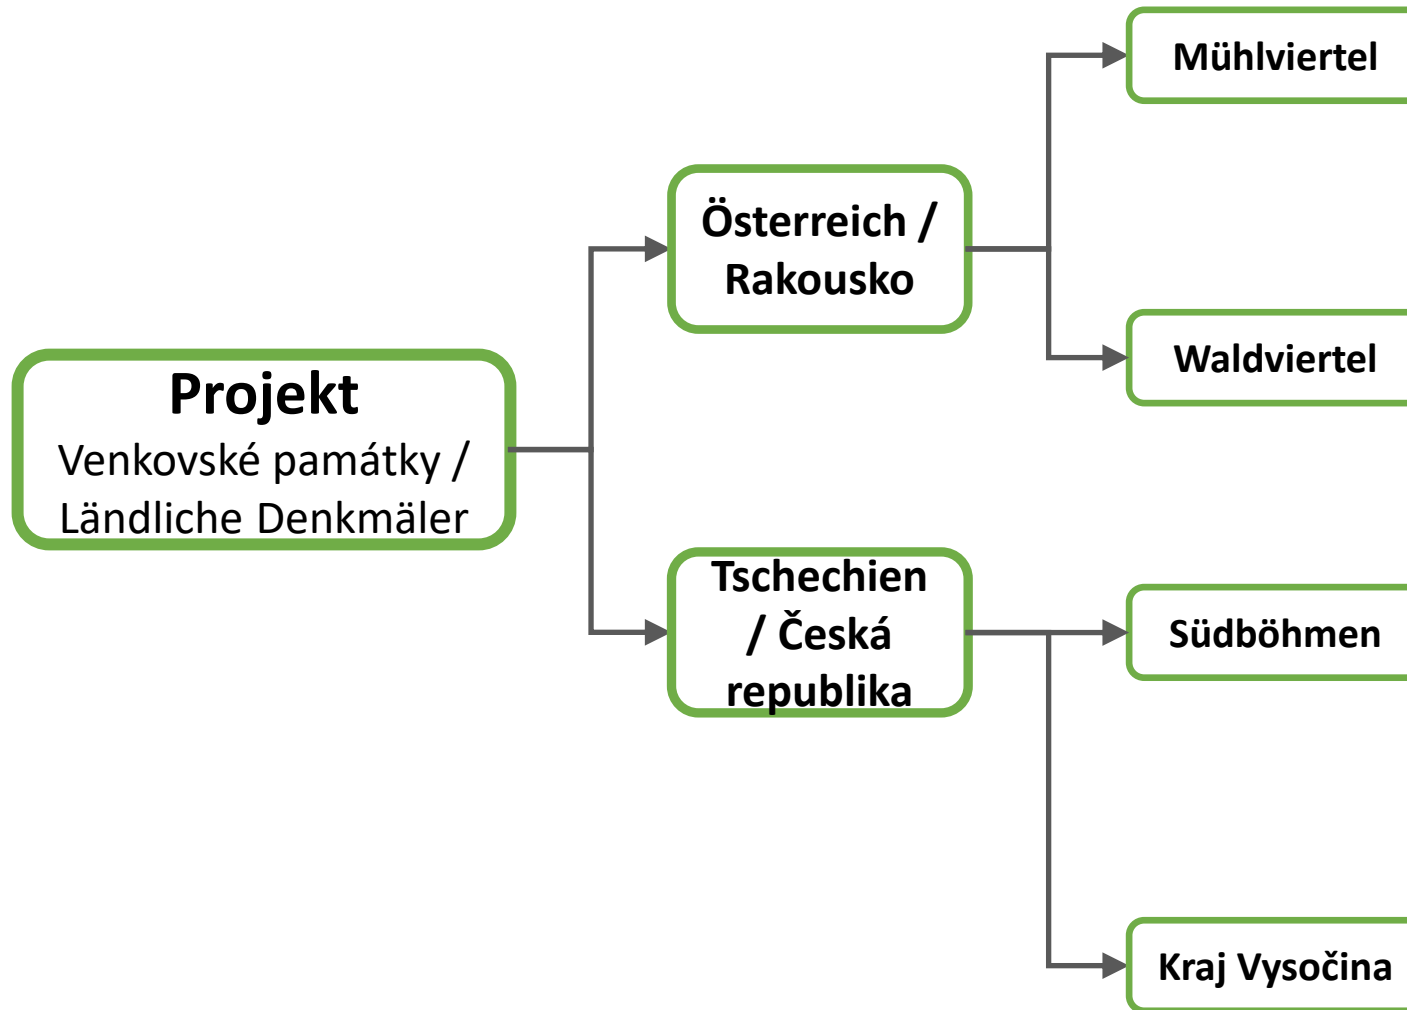 Projekt
Venkovské památky /
Ländliche Denkmäler
Österreich /
Rakousko
Mühlviertel
Waldviertel
Tschechien
/ Česká
republika
Südböhmen
Kraj Vysočina